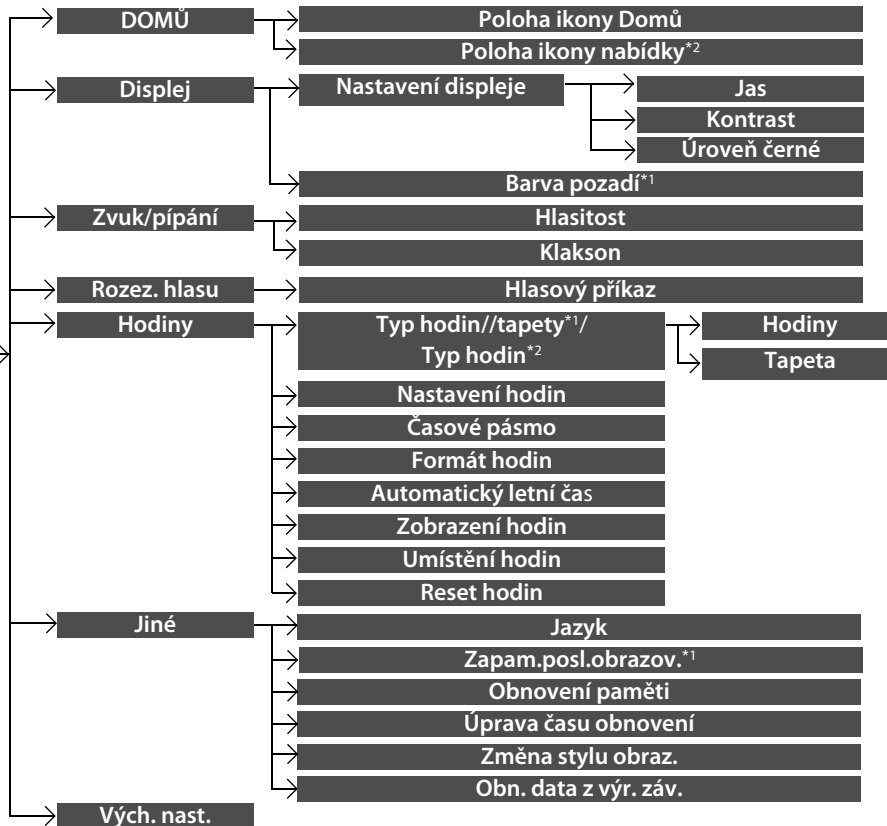 DOMŮ
Poloha ikony Domů
Poloha ikony nabídky*2
Displej
Nastavení displeje
Jas
Kontrast
Úroveň černé
Barva pozadí*1
Zvuk/pípání
Hlasitost
Klakson
Rozez. hlasu
Hlasový příkaz
Hodiny
Typ hodin//tapety*1/
Typ hodin*2
Hodiny
Tapeta
Nastavení hodin
Časové pásmo
Formát hodin
Automatický letní čas
Zobrazení hodin
Umístění hodin
Reset hodin
Jiné
Jazyk
Zapam.posl.obrazov.*1
Obnovení paměti
Úprava času obnovení
Změna stylu obraz.
Obn. data z výr. záv.
Vých. nast.